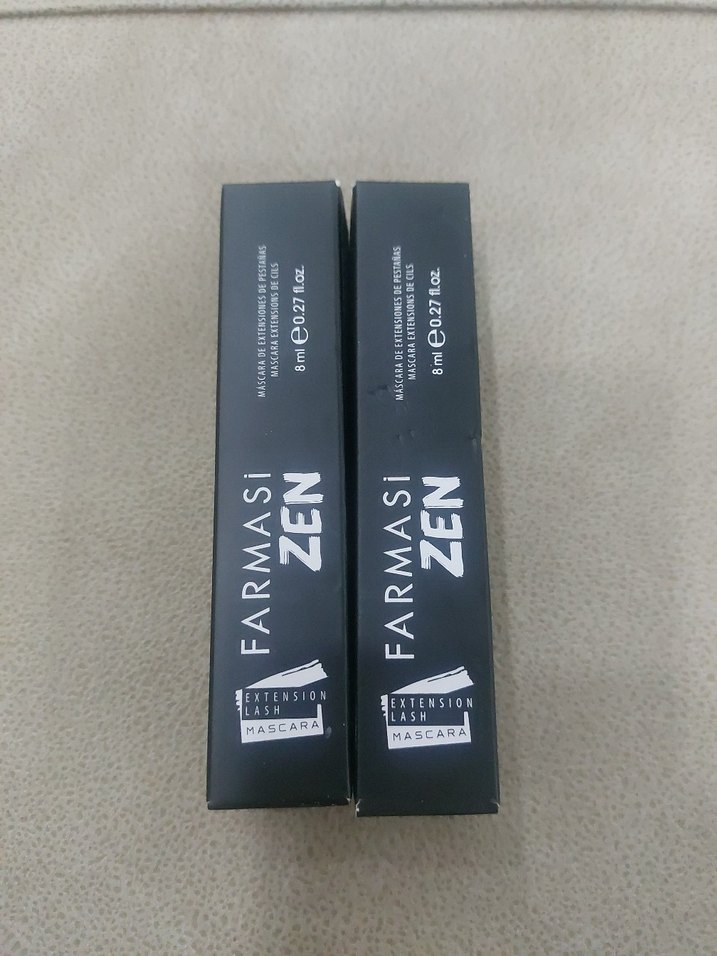 MÁSCARA DE EXTENSIONES DE PESTAÑAS
MASCARA EXTENSIONS DE CILS
8 ml ℮ 0.27 fl.oz.
FARMASi
ZEN
EXTENSION
LASH
MASCARA
MÁSCARA DE EXTENSIONES DE PESTAÑAS
MASCARA EXTENSIONS DE CILS
8 ml ℮ 0.27 fl.oz.
FARMASi
ZEN
EXTENSION
LASH
MASCARA